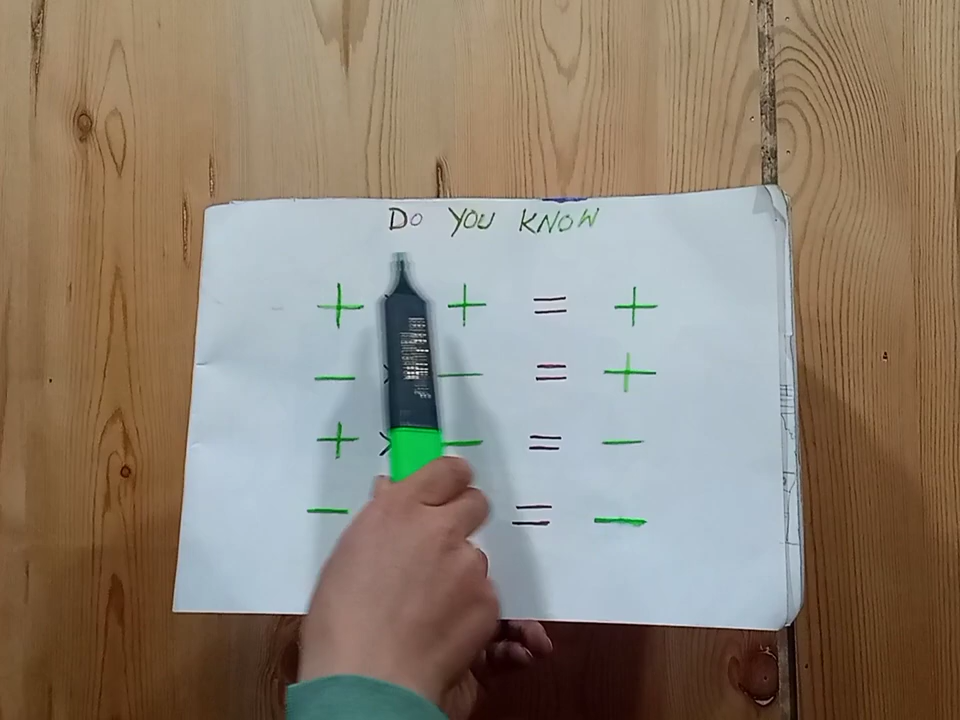 Do YOU KNOW
+ + = +
− − = +
+ × − = −
− = −